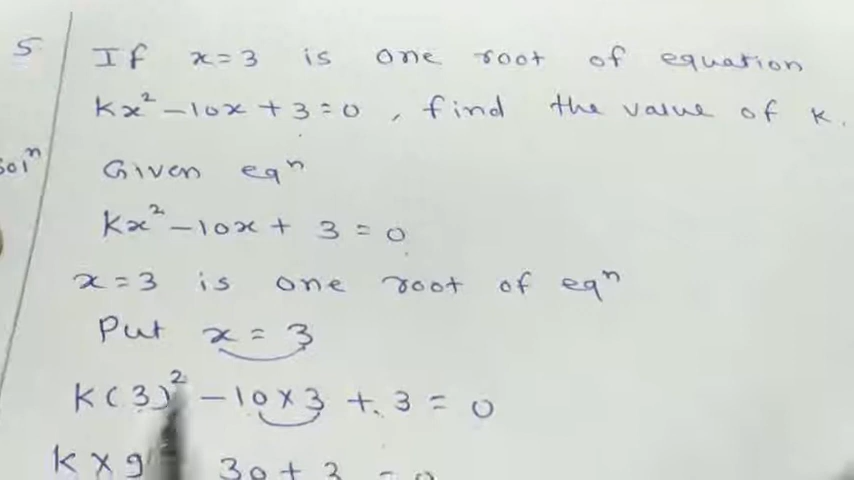 5 If x=3 is one root of equation
kx² -10x + 3 = 0 , find the value of k.
Soln Given eqn
kx² -10x + 3 = 0
x = 3 is one root of eqn
Put x = 3
k(3)² - 10 × 3 + 3 = 0
k × 9 30 + 3 = 0